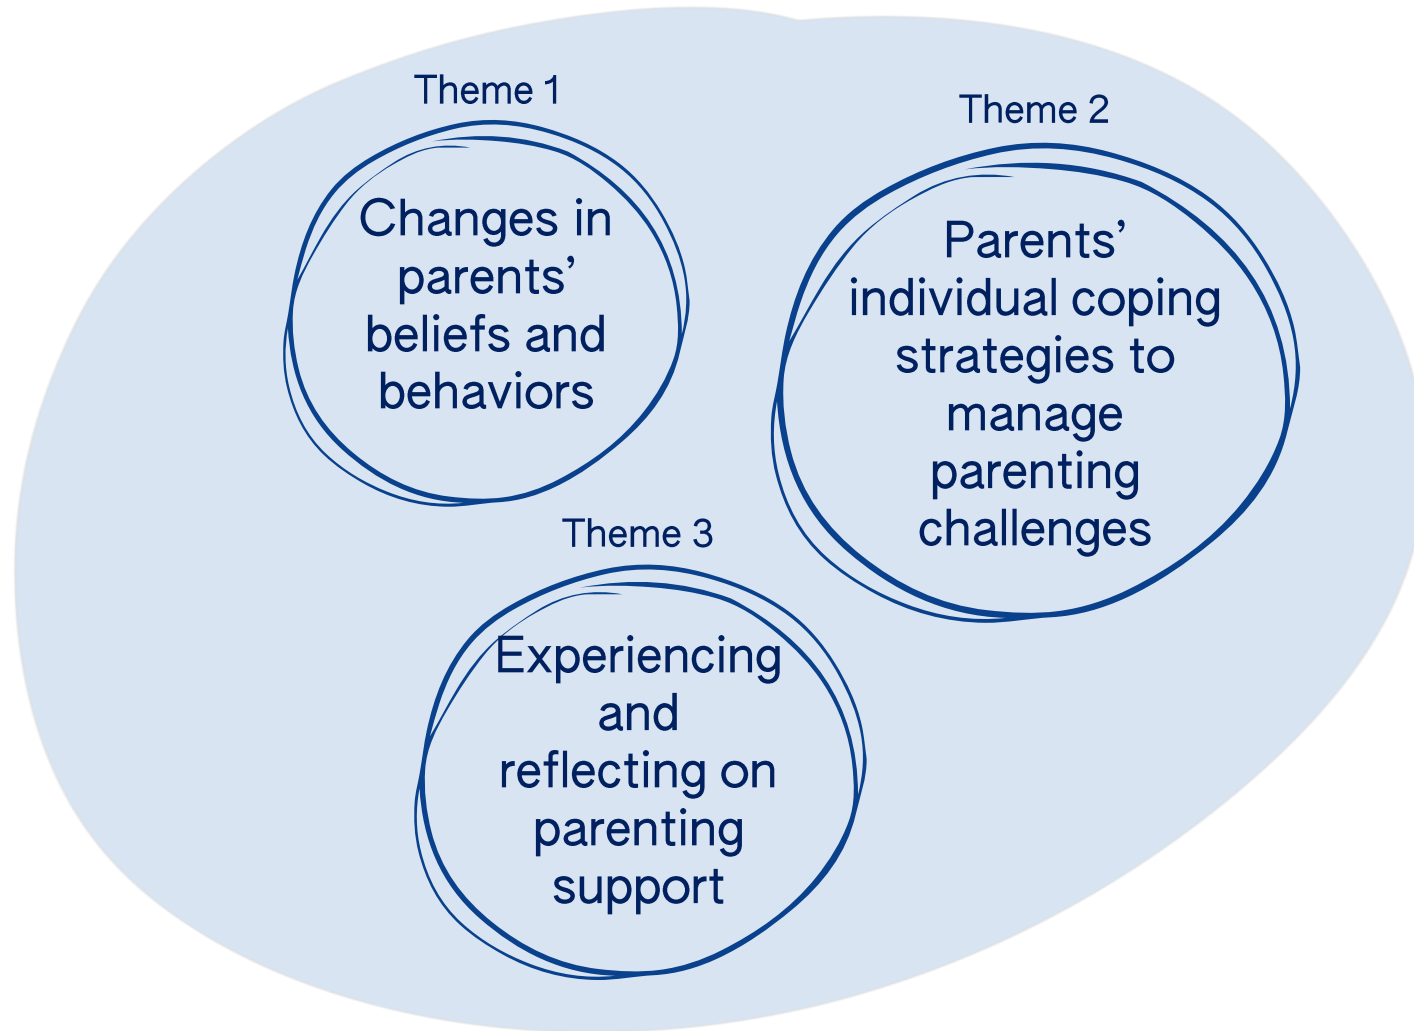 Theme 1
Changes in
parents’
beliefs and
behaviors
Theme 2
Parents’
individual coping
strategies to
manage
parenting
challenges
Theme 3
Experiencing
and
reflecting on
parenting
support